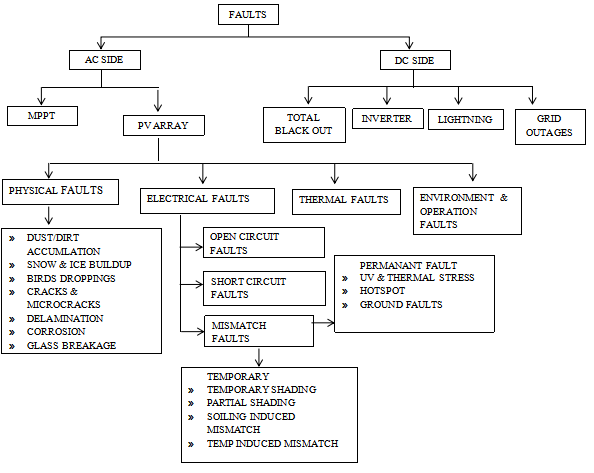 FAULTS
AC SIDE
DC SIDE
MPPT
PV ARRAY
TOTAL
BLACK OUT
INVERTER
LIGHTNING
GRID
OUTAGES
PHYSICAL FAULTS
ELECTRICAL FAULTS
THERMAL FAULTS
ENVIRONMENT &
OPERATION
FAULTS
» DUST/DIRT
ACCUMLATION
» SNOW & ICE BUILDUP
» BIRDS DROPPINGS
» CRACKS &
MICROCRACKS
» DELAMINATION
» CORROSION
» GLASS BREAKAGE
OPEN CIRCUIT
FAULTS
SHORT CIRCUIT
FAULTS
MISMATCH
FAULTS
PERMANANT FAULT
» UV & THERMAL STRESS
» HOTSPOT
» GROUND FAULTS
TEMPORARY
» TEMPORARY SHADING
» PARTIAL SHADING
» SOILING INDUCED
MISMATCH
» TEMP INDUCED MISMATCH